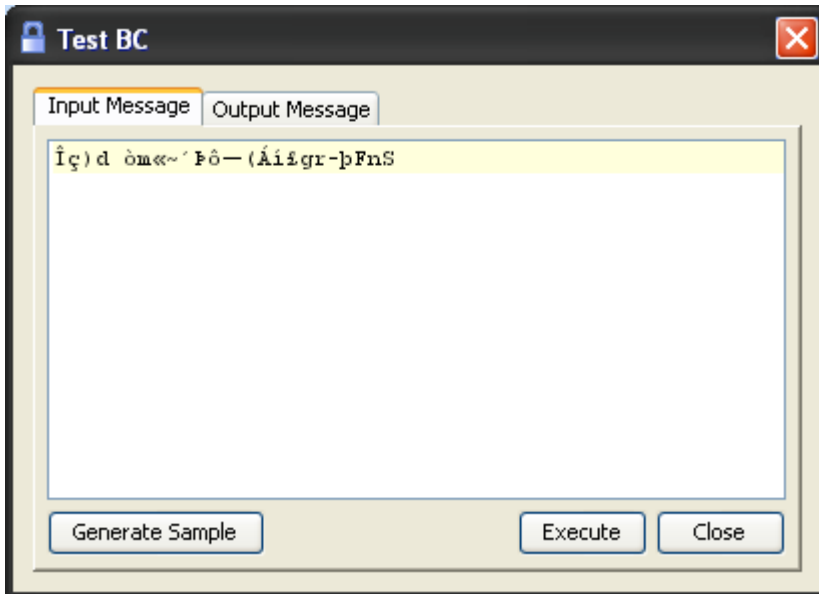 Test BC
Input Message
Output Message
Îç)d òm«~´Þô—(Áí£gr-þFnS
Generate Sample
Execute
Close